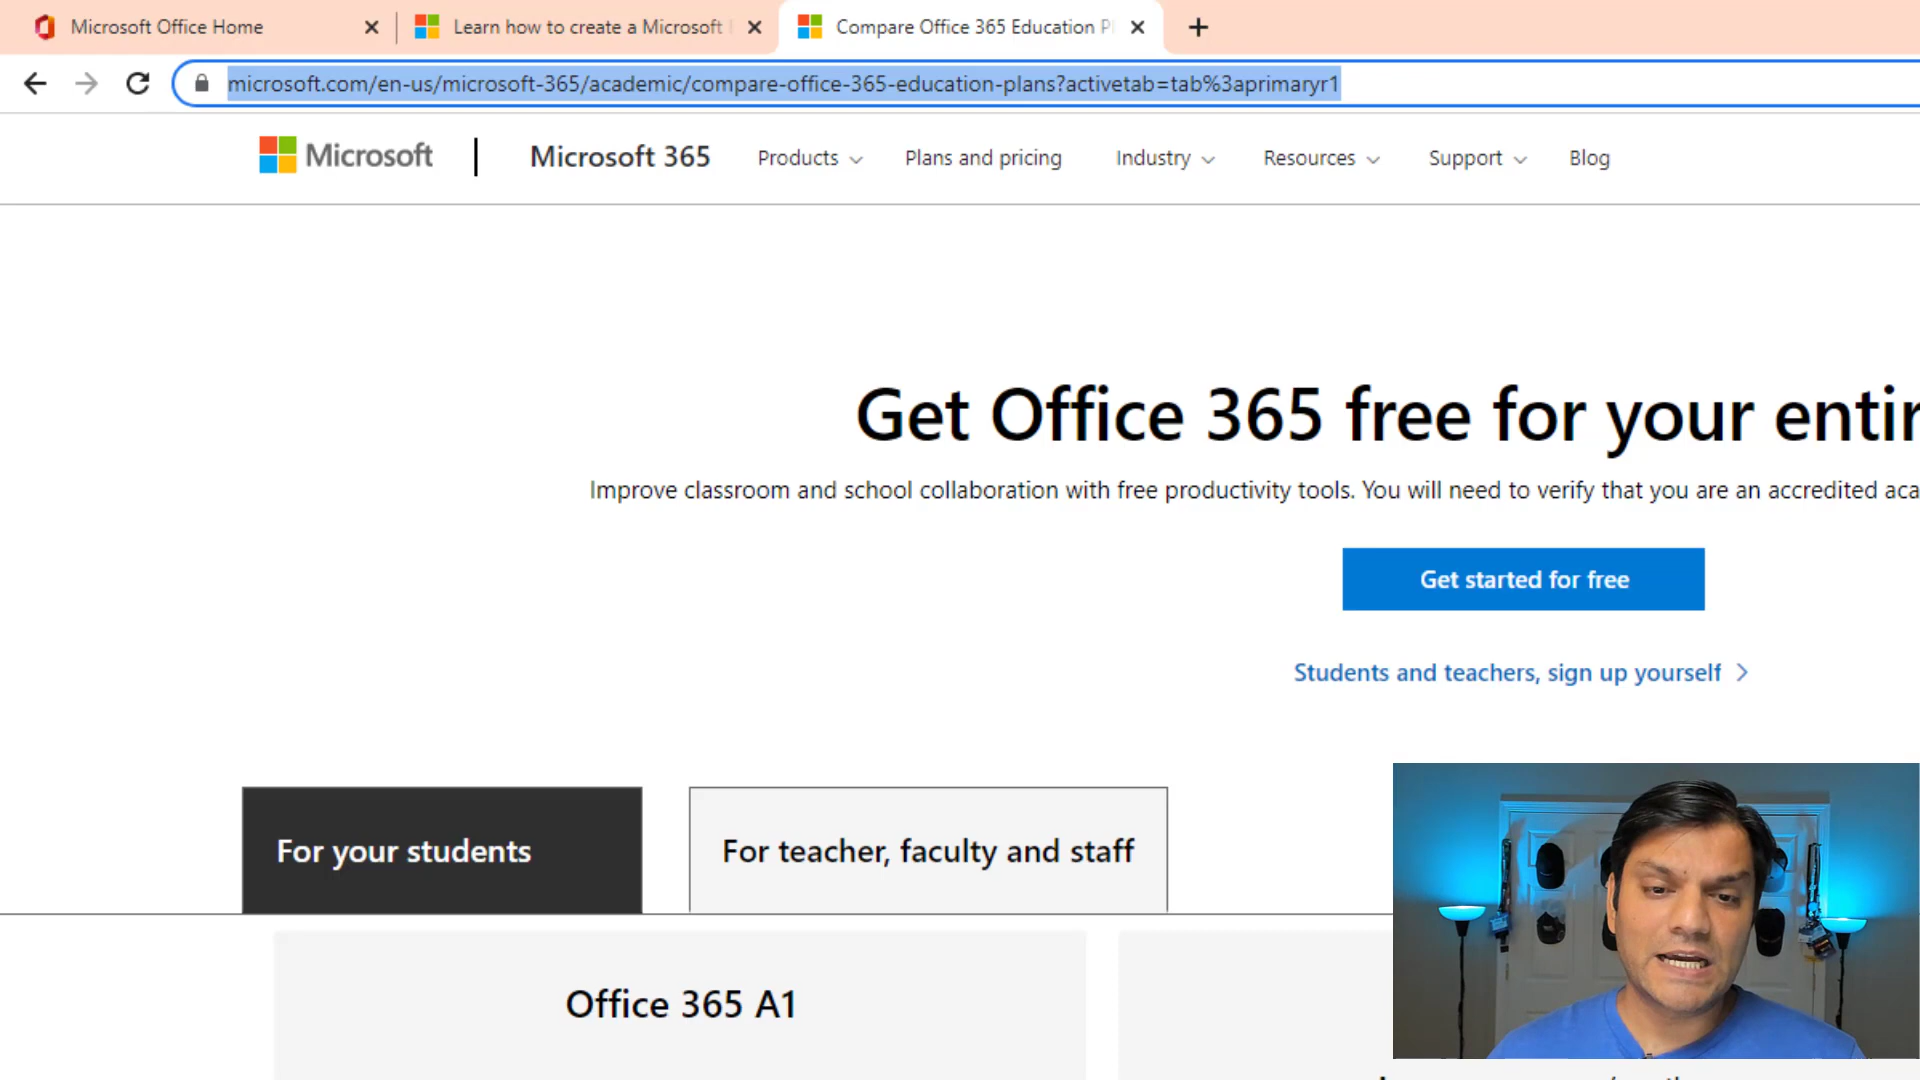 Microsoft Office Home
Learn how to create a Microsoft
Compare Office 365 Education P
microsoft.com/en-us/microsoft-365/academic/compare-office-365-education-plans?activetab=tab%3aprimaryr1
Microsoft
Microsoft 365
Products
Plans and pricing
Industry
Resources
Support
Blog
Get Office 365 free for your entir
Improve classroom and school collaboration with free productivity tools. You will need to verify that you are an accredited aca
Get started for free
Students and teachers, sign up yourself
For your students
For teacher, faculty and staff
Office 365 A1